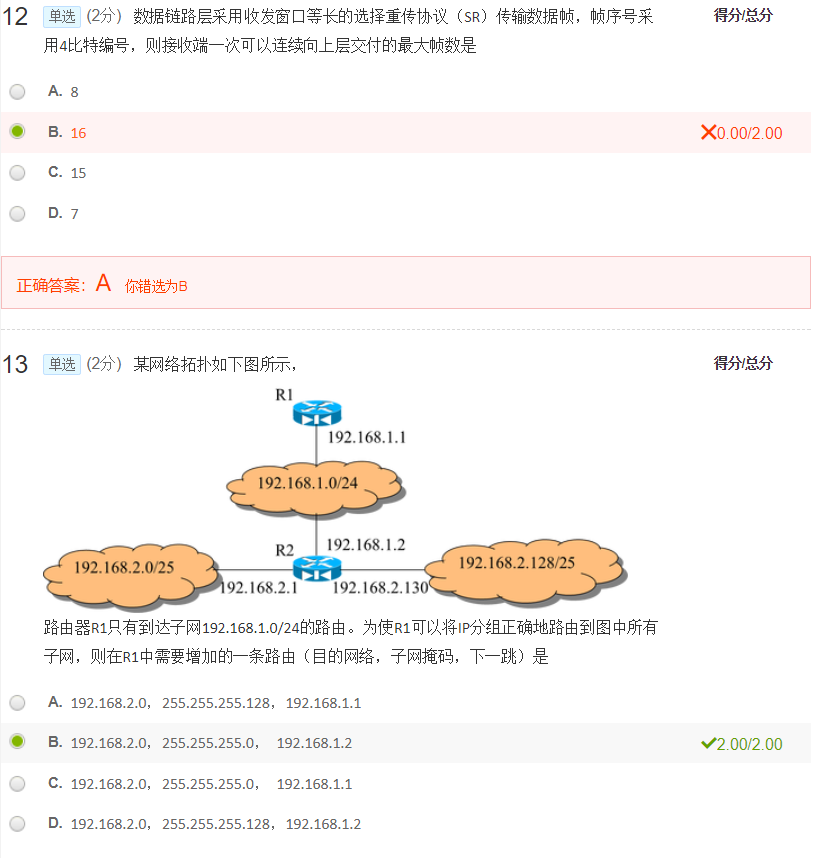 12 单选 (2分) 数据链路层采用收发窗口等长的选择重传协议（SR）传输数据帧，帧序号采 得分/总分
用4比特编号，则接收端一次可以连续向上层交付的最大帧数是
A. 8
B. 16 0.00/2.00
C. 15
D. 7
正确答案：A 你错选为B
13 单选 (2分) 某网络拓扑如下图所示， 得分/总分
R1
192.168.1.1
192.168.1.0/24
R2 192.168.1.2
192.168.2.0/25 192.168.2.128/25
192.168.2.1 192.168.2.130
路由器R1只有到达子网192.168.1.0/24的路由。为使R1可以将IP分组正确地路由到图中所有
子网，则在R1中需要增加的一条路由（目的网络，子网掩码，下一跳）是
A. 192.168.2.0，255.255.255.128，192.168.1.1
B. 192.168.2.0，255.255.255.0， 192.168.1.2 2.00/2.00
C. 192.168.2.0，255.255.255.0， 192.168.1.1
D. 192.168.2.0，255.255.255.128，192.168.1.2